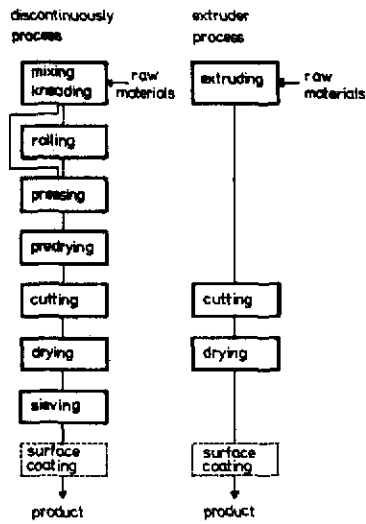 discontinuously
process
extruder
process
mixing
kneading
raw
materials
extruding
raw
materials
rolling
pressing
predrying
cutting
cutting
drying
drying
sieving
surface
coating
surface
coating
product
product